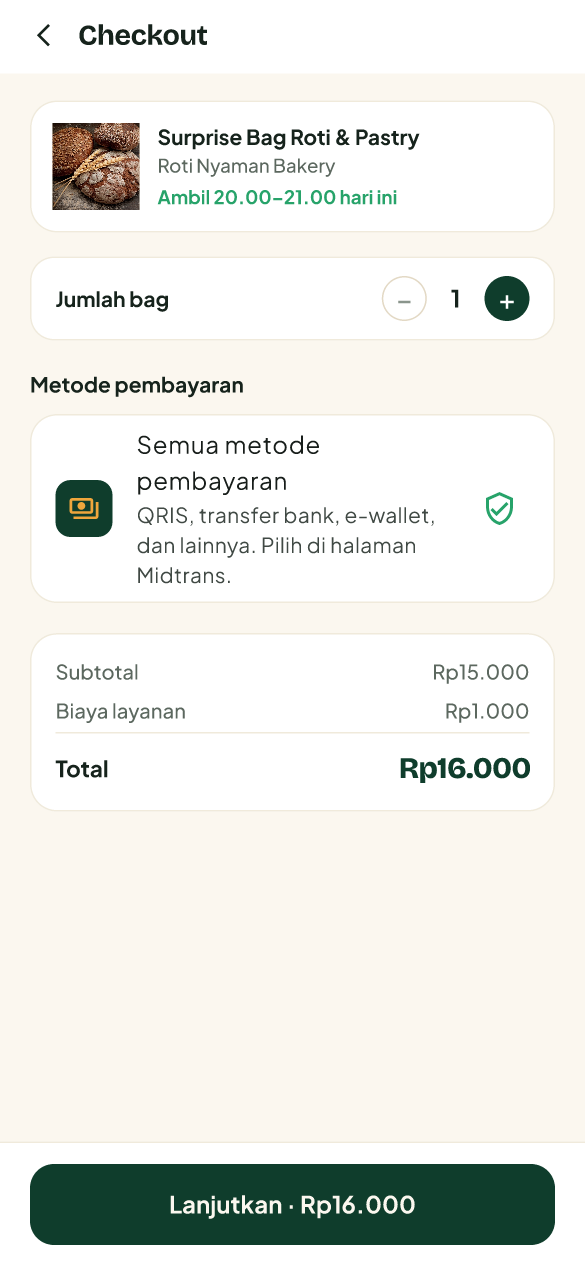 Checkout
Surprise Bag Roti & Pastry
Roti Nyaman Bakery
Ambil 20.00–21.00 hari ini
Jumlah bag
− 1 +
Metode pembayaran
Semua metode
pembayaran
QRIS, transfer bank, e-wallet,
dan lainnya. Pilih di halaman
Midtrans.
Subtotal Rp15.000
Biaya layanan Rp1.000
Total Rp16.000
Lanjutkan · Rp16.000